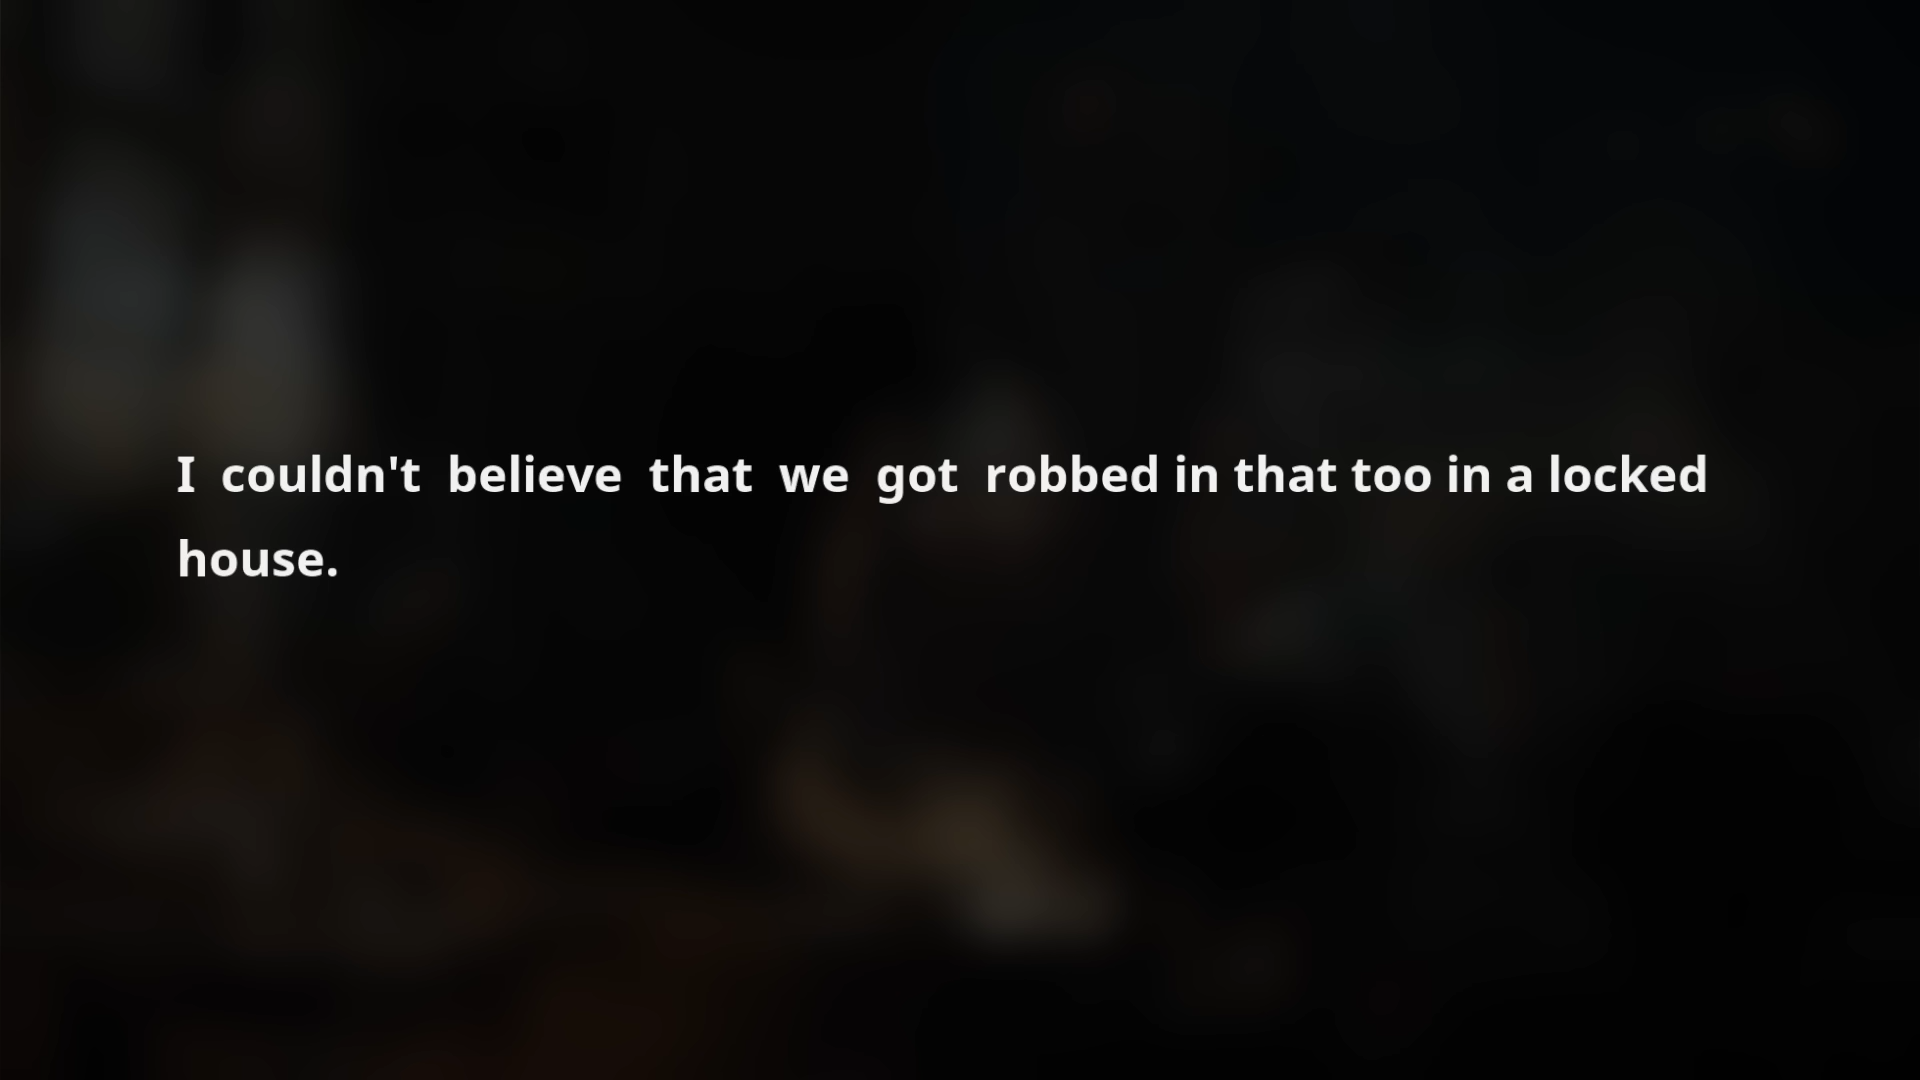 I couldn't believe that we got robbed in that too in a locked
house.